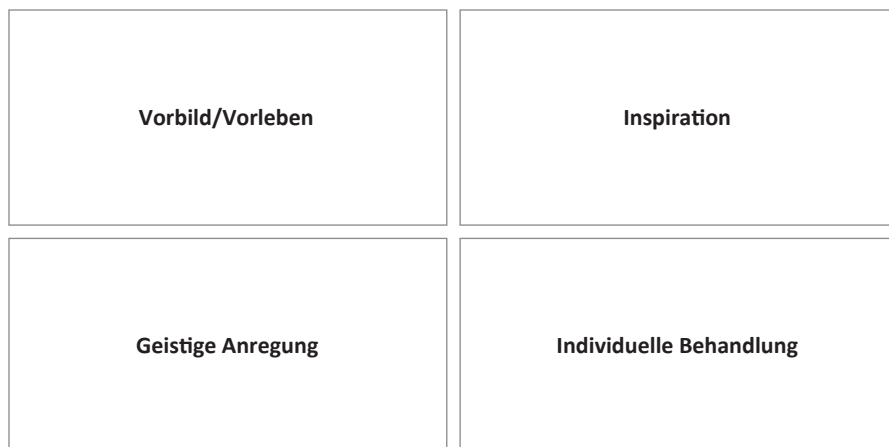 Vorbild/Vorleben
Inspiration
Geistige Anregung
Individuelle Behandlung